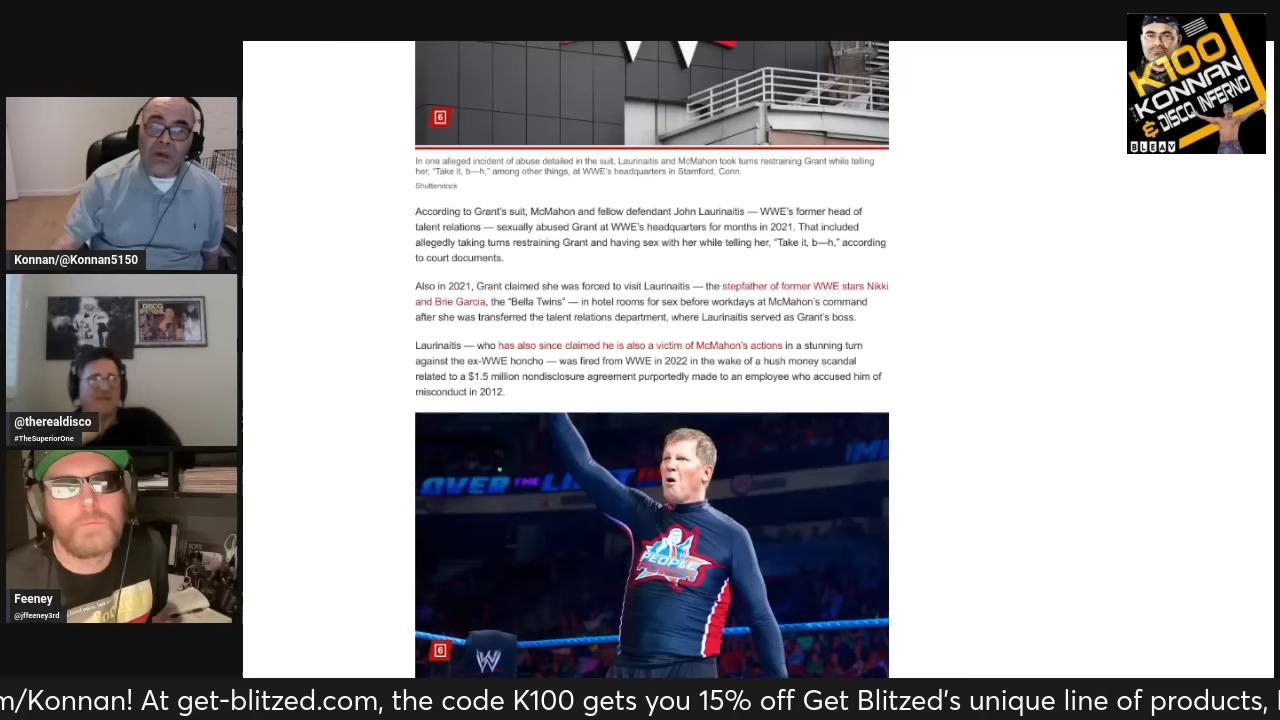 K100
KONNAN
& DISCO INFERNO
BLEAV
6
In one alleged incident of abuse detailed in the suit, Laurinaitis and McMahon took turns restraining Grant while telling
her, “Take it, b—h,” among other things, at WWE’s headquarters in Stamford, Conn.
Shutterstock
According to Grant’s suit, McMahon and fellow defendant John Laurinaitis — WWE’s former head of
talent relations — sexually abused Grant at WWE’s headquarters for months in 2021. That included
allegedly taking turns restraining Grant and having sex with her while telling her, “Take it, b—h,” according
to court documents.
Also in 2021, Grant claimed she was forced to visit Laurinaitis — the stepfather of former WWE stars Nikki
and Brie Garcia, the “Bella Twins” — in hotel rooms for sex before workdays at McMahon’s command
after she was transferred the talent relations department, where Laurinaitis served as Grant’s boss.
Laurinaitis — who has also since claimed he is also a victim of McMahon’s actions in a stunning turn
against the ex-WWE honcho — was fired from WWE in 2022 in the wake of a hush money scandal
related to a $1.5 million nondisclosure agreement purportedly made to an employee who accused him of
misconduct in 2012.
OVER THE LIMIT
PEOPLE
POWER
W
6
Konnan/@Konnan5150
@therealdisco
#TheSuperiorOne
Feeney
@jffeeney3rd
m/Konnan! At get-blitzed.com, the code K100 gets you 15% off Get Blitzed's unique line of products,